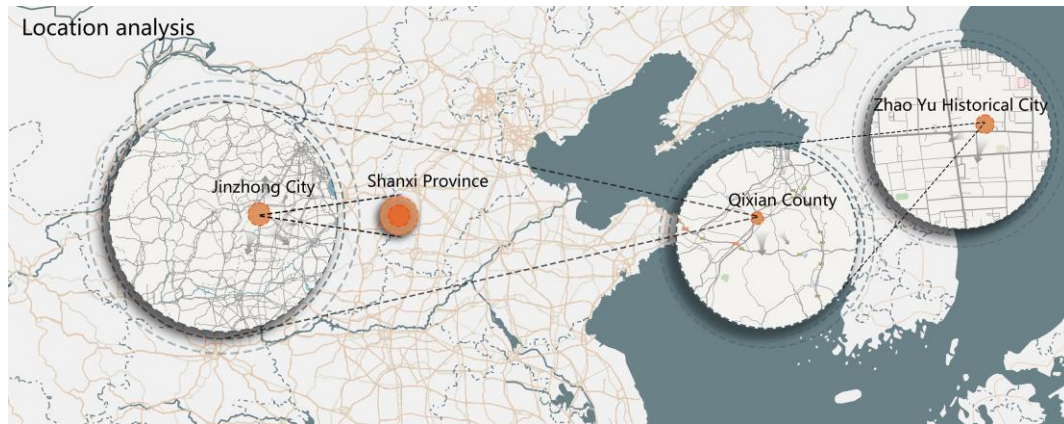 Location analysis
Zhao Yu Historical City
Shanxi Province
Jinzhong City
Qixian County